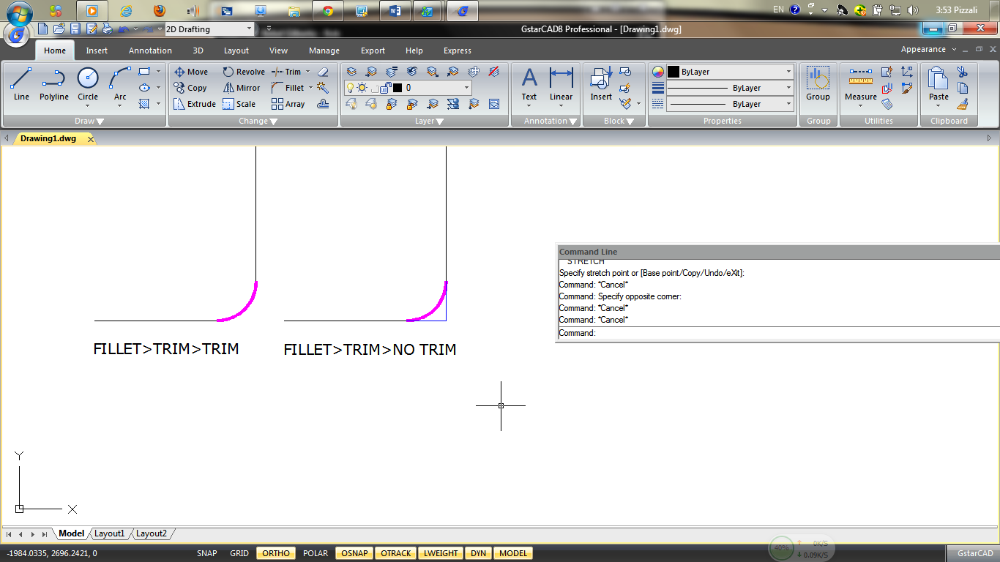 EN 3:53 Pizzali
2D Drafting GstarCAD8 Professional - [Drawing1.dwg]
Home Insert Annotation 3D Layout View Manage Export Help Express Appearance
Move Revolve Trim ByLayer
Copy Mirror Fillet 0 ByLayer
Line Polyline Circle Arc Text Linear Insert Group Measure Paste
Extrude Scale Array ByLayer
Draw Change Layer Annotation Block Properties Group Utilities Clipboard
Drawing1.dwg
Command Line
STRETCH
Specify stretch point or [Base point/Copy/Undo/eXit]:
Command: *Cancel*
Command: Specify opposite corner:
Command: *Cancel*
Command: *Cancel*
Command:
FILLET>TRIM>TRIM FILLET>TRIM>NO TRIM
Y
X
Model Layout1 Layout2
-1984.0335, 2696.2421, 0 SNAP GRID ORTHO POLAR OSNAP OTRACK LWEIGHT DYN MODEL 40% 0K/S GstarCAD
0.09K/S